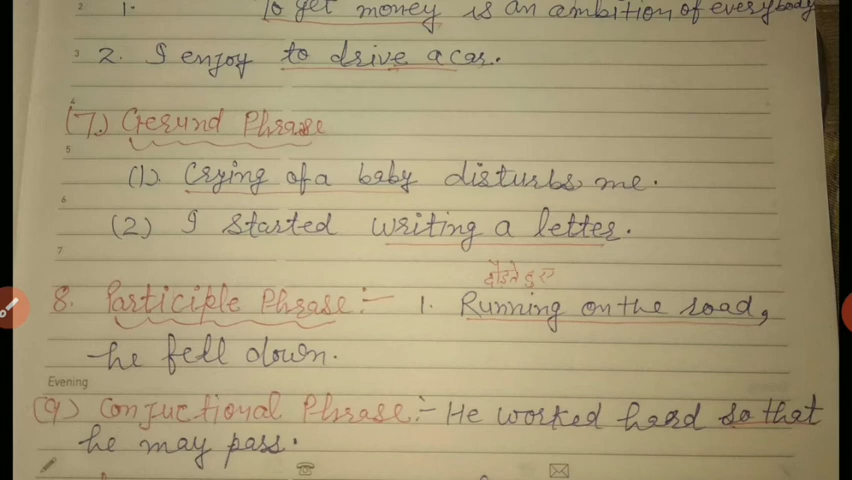 1. To get money is an ambition of everybody
2. I enjoy to drive a car.
(7.) Gerund Phrase
(1). Crying of a baby disturbs me.
(2) I started writing a letter.
दौड़ते हुए
8. Participle Phrase :- 1. Running on the road,
he fell down.
Evening
(9) Conjuctional Phrase :- He worked hard so that
he may pass.